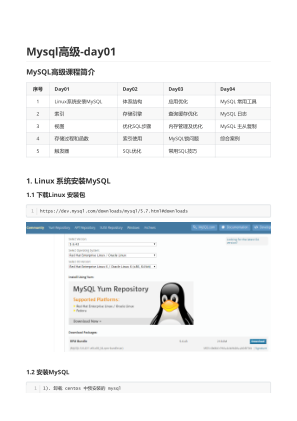 Mysql高级-day01
MySQL高级课程简介
序号 Day01 Day02 Day03 Day04
1 Linux系统安装MySQL 体系结构 应用优化 MySQL 常用工具
2 索引 存储引擎 查询缓存优化 MySQL 日志
3 视图 优化SQL步骤 内存管理及优化 MySQL 主从复制
4 存储过程和函数 索引使用 MySQL锁问题 综合案例
5 触发器 SQL优化 常用SQL技巧
1. Linux 系统安装MySQL
1.1 下载Linux 安装包
1 https://dev.mysql.com/downloads/mysql/5.7.html#downloads
MySQL Yum Repository
Supported Platforms:
1.2 安装MySQL
1 1). 卸载 centos 中预安装的 mysql